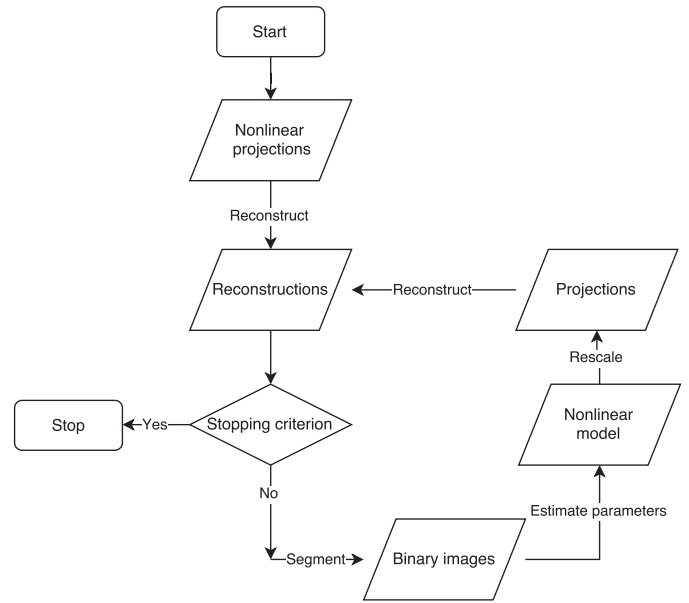 Start
Nonlinear
projections
Reconstruct
Reconstructions
Reconstruct
Projections
Rescale
Stop
Yes
Stopping criterion
Nonlinear
model
No
Estimate parameters
Segment
Binary images